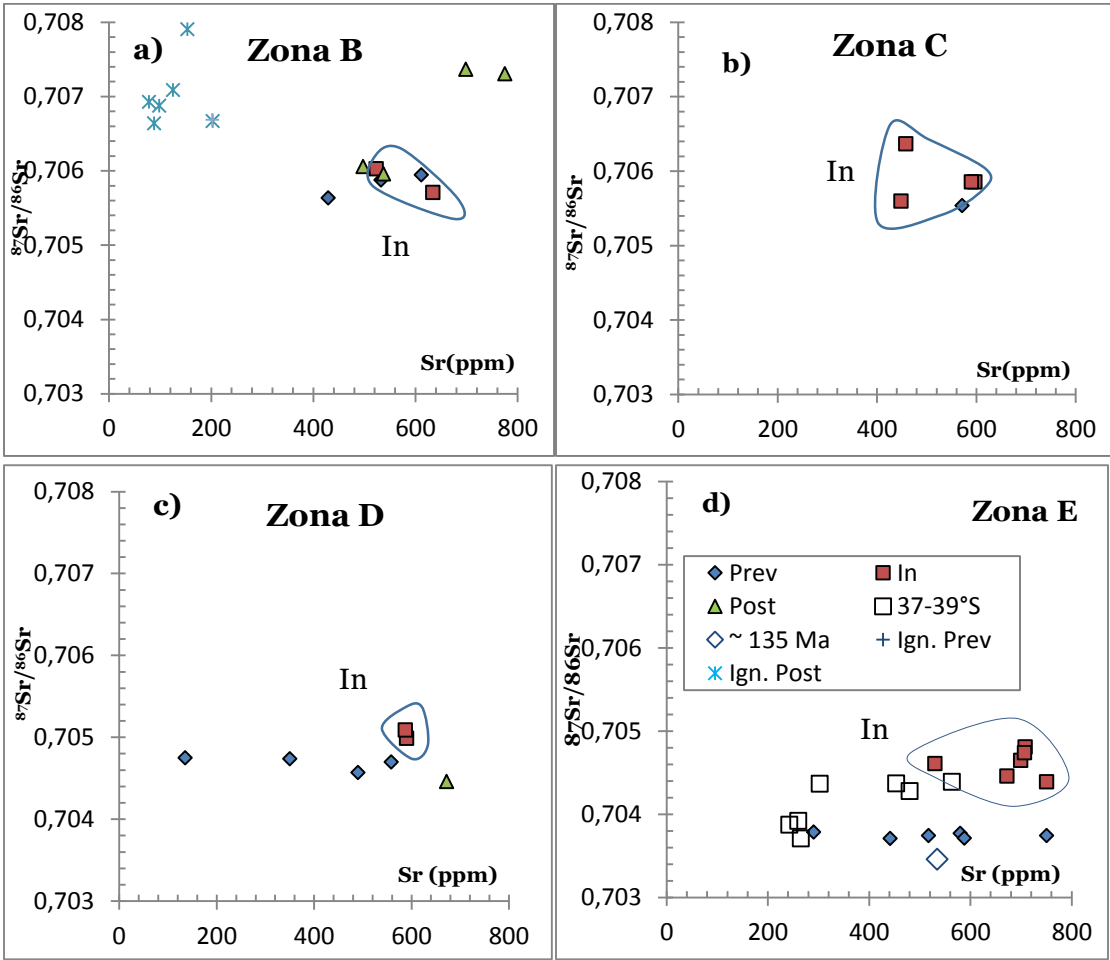 a)
Zona B
0,708
0,707
0,706
0,705
0,704
0,703
⁸⁷Sr/⁸⁶Sr
In
Sr(ppm)
0 200 400 600 800
b)
Zona C
0,708
0,707
0,706
0,705
0,704
0,703
⁸⁷Sr/⁸⁶Sr
In
Sr(ppm)
0 200 400 600 800
c)
Zona D
0,708
0,707
0,706
0,705
0,704
0,703
⁸⁷Sr/⁸⁶Sr
In
Sr (ppm)
0 200 400 600 800
d)
Zona E
0,708
0,707
0,706
0,705
0,704
0,703
87Sr/86Sr
Prev In
Post 37-39°S
~ 135 Ma Ign. Prev
Ign. Post
In
Sr (ppm)
0 200 400 600 800